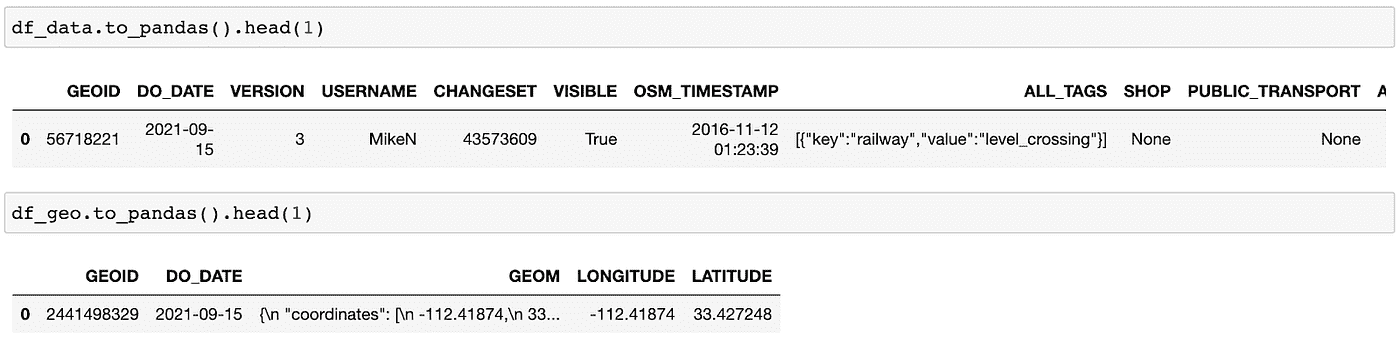 df_data.to_pandas().head(1)
GEOID DO_DATE VERSION USERNAME CHANGESET VISIBLE OSM_TIMESTAMP ALL_TAGS SHOP PUBLIC_TRANSPORT A
0 56718221 2021-09-15 3 MikeN 43573609 True 2016-11-12 01:23:39 [{"key":"railway","value":"level_crossing"}] None None
df_geo.to_pandas().head(1)
GEOID DO_DATE GEOM LONGITUDE LATITUDE
0 2441498329 2021-09-15 {\n "coordinates": [\n -112.41874,\n 33... -112.41874 33.427248